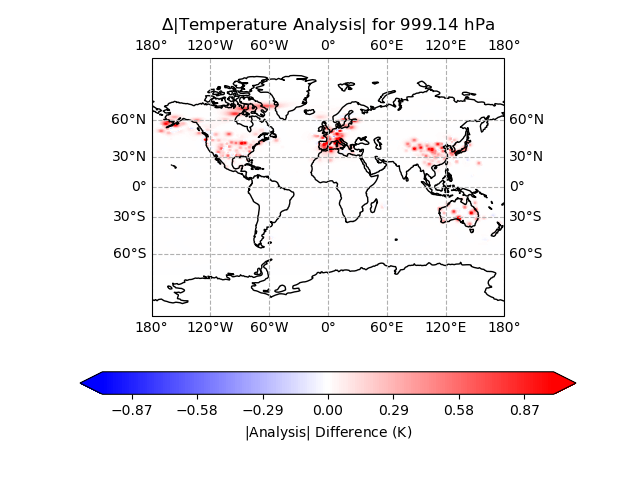 Δ|Temperature Analysis| for 999.14 hPa
180° 120°W 60°W 0° 60°E 120°E 180°
60°N 60°N
30°N 30°N
0° 0°
30°S 30°S
60°S 60°S
180° 120°W 60°W 0° 60°E 120°E 180°
−0.87 −0.58 −0.29 0.00 0.29 0.58 0.87
|Analysis| Difference (K)